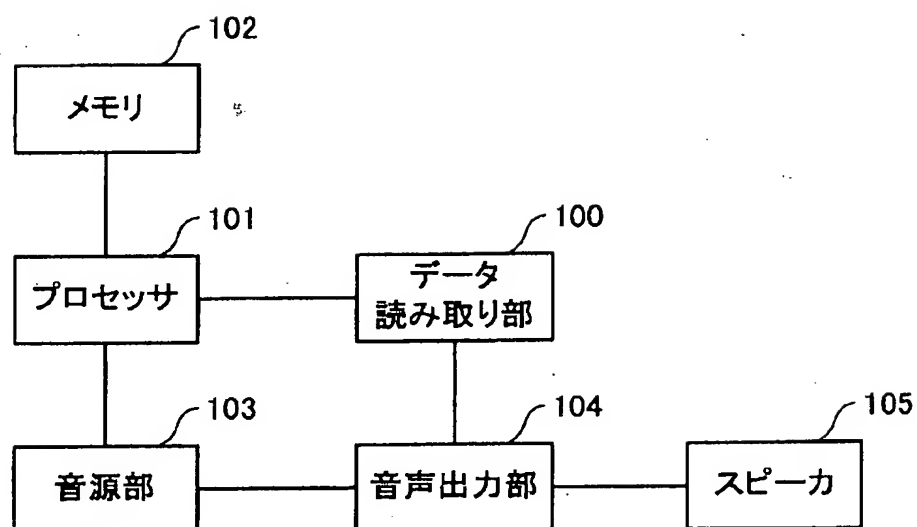 102
メモリ
101
プロセッサ
100
データ
読み取り部
103
音源部
104
音声出力部
105
スピーカ